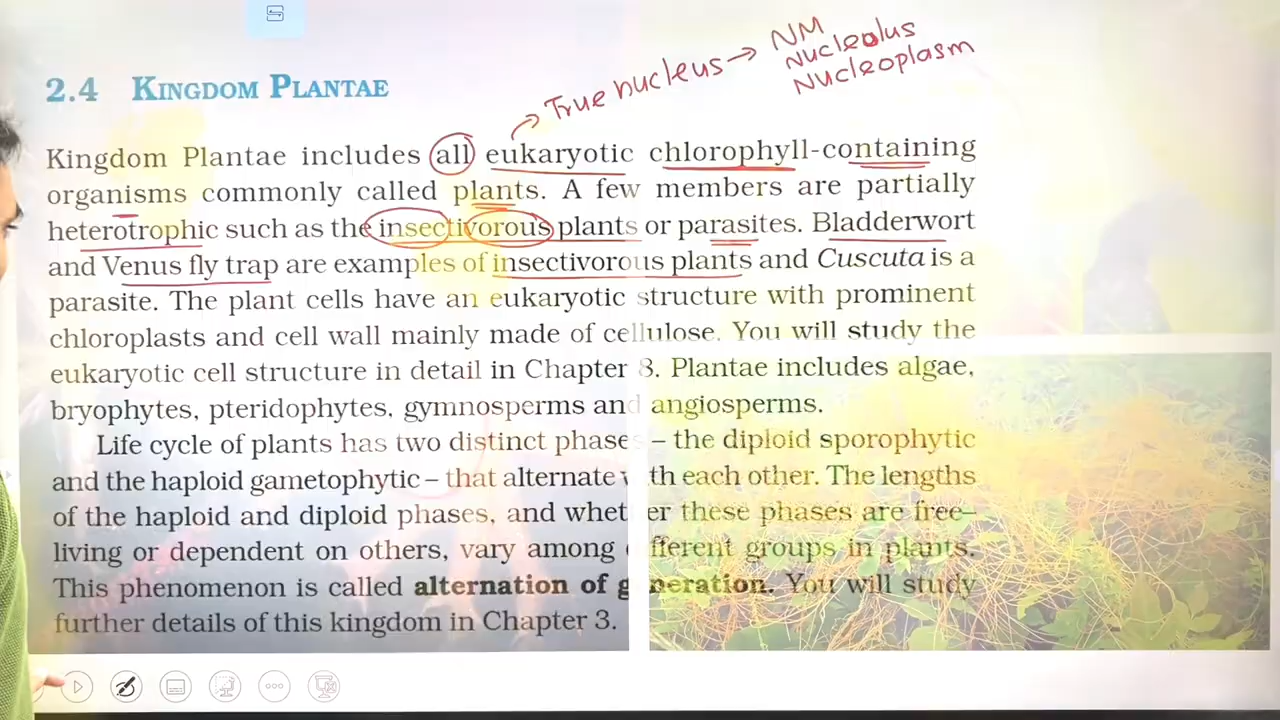 True nucleus → NM
Nucleolus
Nucleoplasm
2.4 KINGDOM PLANTAE
Kingdom Plantae includes all eukaryotic chlorophyll-containing
organisms commonly called plants. A few members are partially
heterotrophic such as the insectivorous plants or parasites. Bladderwort
and Venus fly trap are examples of insectivorous plants and Cuscuta is a
parasite. The plant cells have an eukaryotic structure with prominent
chloroplasts and cell wall mainly made of cellulose. You will study the
eukaryotic cell structure in detail in Chapter 8. Plantae includes algae,
bryophytes, pteridophytes, gymnosperms and angiosperms.
Life cycle of plants has two distinct phases – the diploid sporophytic
and the haploid gametophytic – that alternate with each other. The lengths
of the haploid and diploid phases, and whether these phases are free–
living or dependent on others, vary among different groups in plants.
This phenomenon is called alternation of generation. You will study
further details of this kingdom in Chapter 3.